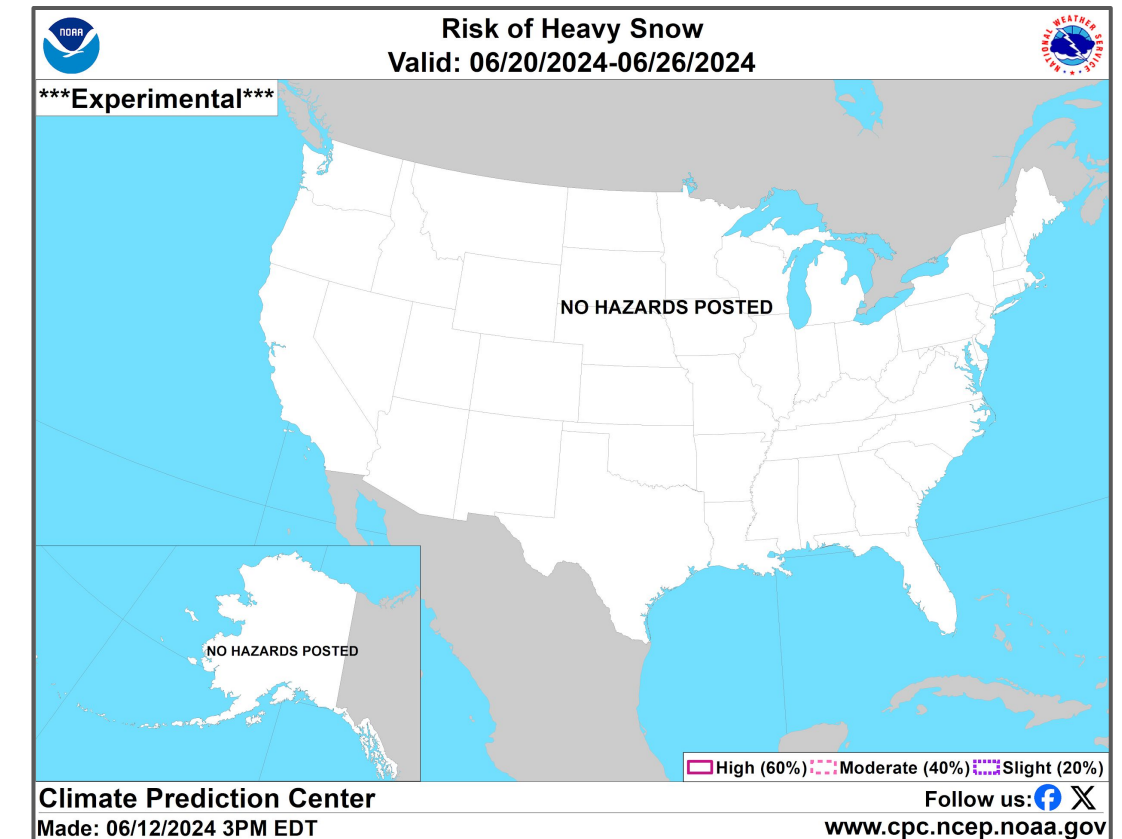 NOAA
Risk of Heavy Snow
Valid: 06/20/2024-06/26/2024
NATIONAL WEATHER SERVICE
***Experimental***
NO HAZARDS POSTED
NO HAZARDS POSTED
High (60%) Moderate (40%) Slight (20%)
Climate Prediction Center
Follow us:
Made: 06/12/2024 3PM EDT
www.cpc.ncep.noaa.gov